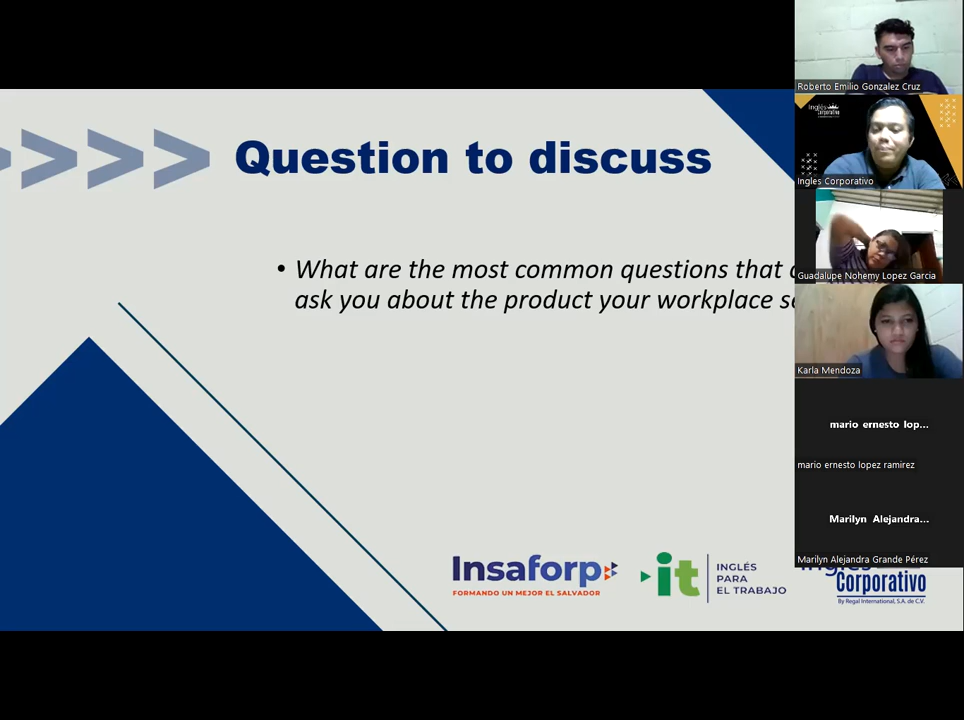 Question to discuss
• What are the most common questions that
ask you about the product your workplace
Insaforp
FORMANDO UN MEJOR EL SALVADOR
it
INGLÉS
PARA
EL TRABAJO
Corporativo
By Regal International, S.A. de C.V.
Roberto Emilio Gonzalez Cruz
Inglés
Corporativo
Ingles Corporativo
Guadalupe Nohemy Lopez Garcia
Karla Mendoza
mario ernesto lop...
mario ernesto lopez ramirez
Marilyn Alejandra...
Marilyn Alejandra Grande Pérez